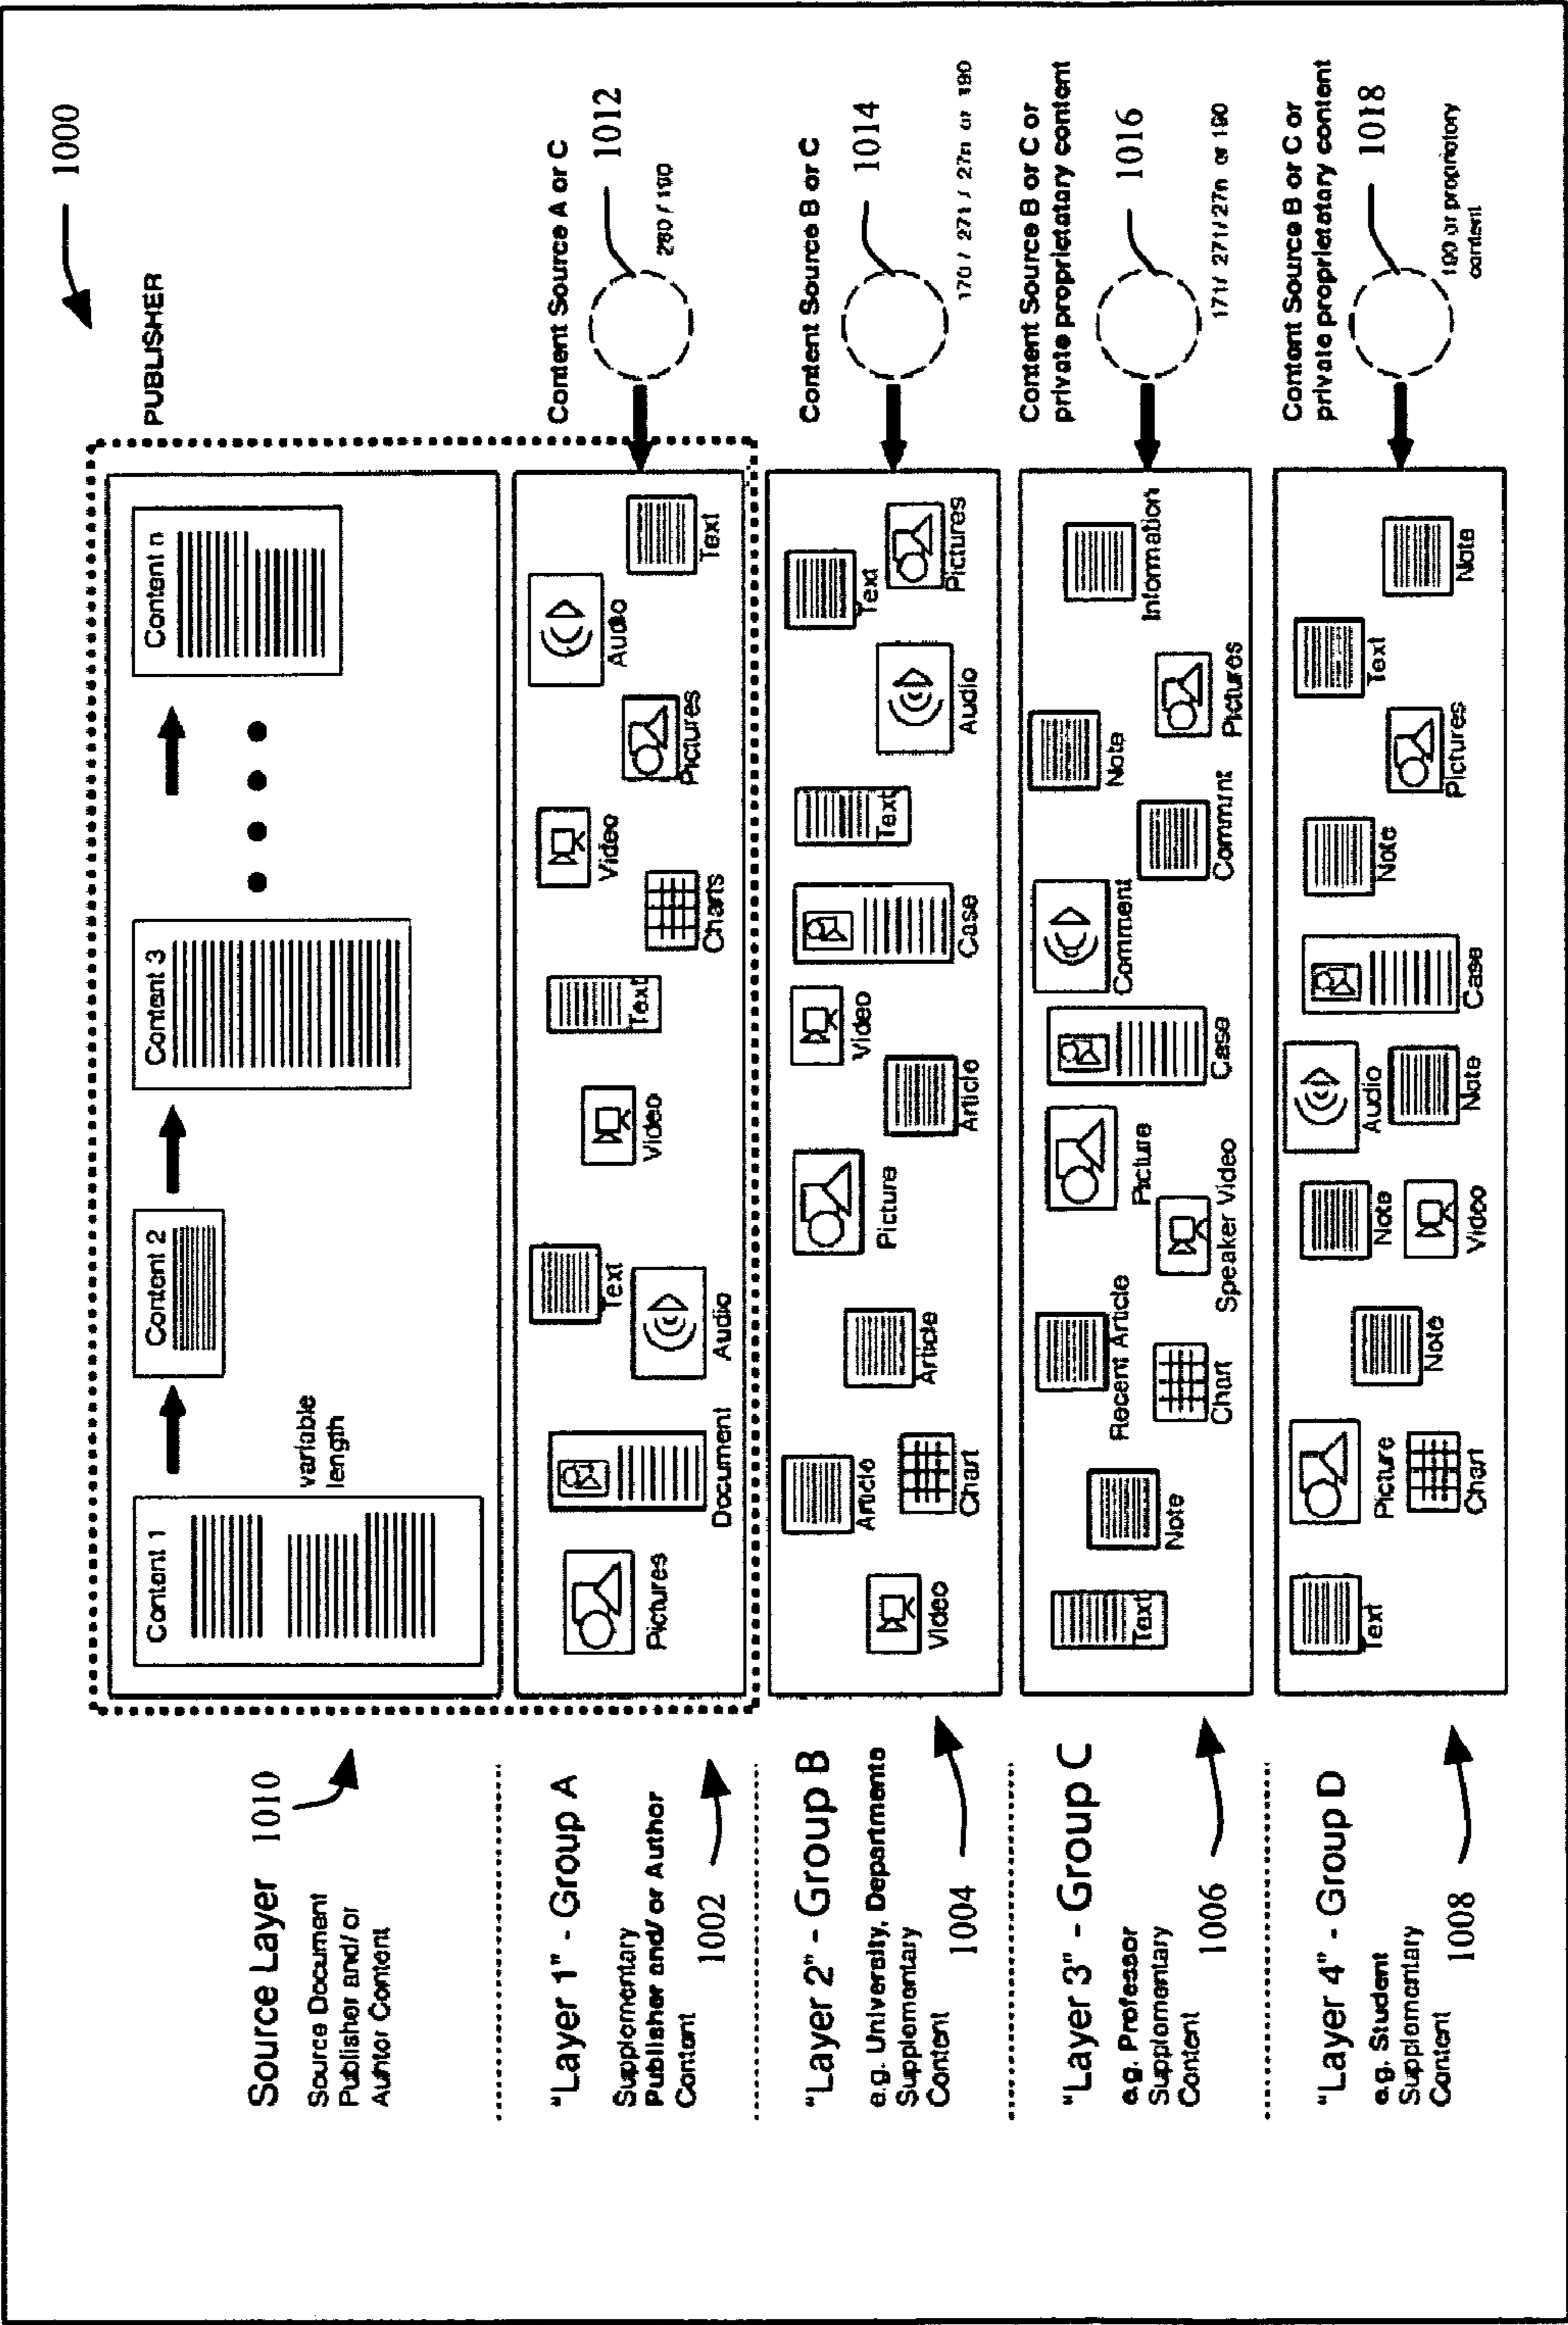 1000
PUBLISHER
Source Layer 1010
Source Document
Publisher and/or
Auhtor Content
Content 1
variable
length
Content 2
Content 3
Content n
"Layer 1" - Group A
Supplementary
Publisher and/or Author
Content
1002
Pictures
Document
Audio
Text
Video
Text
Charts
Video
Pictures
Audio
Text
Content Source A or C
1012
"Layer 2" - Group B
e.g. University, Departments
Supplementary
Content
1004
Video
Article
Chart
Article
Picture
Article
Video
Case
Text
Audio
Text
Pictures
Content Source B or C
1014
170 / 271 / 27n or 190
"Layer 3" - Group C
e.g. Professor
Supplementary
Content
1006
Text
Note
Recent Article
Chart
Speaker Video
Picture
Case
Comment
Commint
Note
Pictures
Information
Content Source B or C or
private proprietatary content
1016
171/ 271/27n or 190
"Layer 4" - Group D
e.g. Student
Supplementary
Content
1008
Text
Picture
Chart
Note
Note
Video
Audio
Note
Case
Note
Pictures
Text
Note
Content Source B or C or
private proprietatary content
1018
190 or proprietory
content